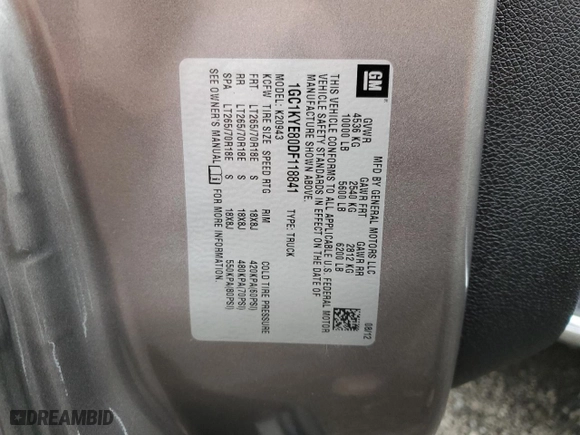 GM
MFD BY GENERAL MOTORS LLC
08/12
GVWR GAWR FRT GAWR RR
4536 KG 2540 KG 2812 KG
10000 LB 5600 LB 6200 LB
THIS VEHICLE CONFORMS TO ALL APPLICABLE U.S. FEDERAL MOTOR
VEHICLE SAFETY STANDARDS IN EFFECT ON THE DATE OF
MANUFACTURE SHOWN ABOVE.
1GC1KYE80DF118841 TYPE: TRUCK
MODEL: K20943
KCFW TIRE SIZE SPEED RTG RIM COLD TIRE PRESSURE
FRT LT265/70R18E S 18X8J 420KPA(60PSI)
RR LT265/70R18E S 18X8J 480KPA(70PSI)
SPA LT265/70R18E S 18X8J 550KPA(80PSI)
SEE OWNER'S MANUAL FOR MORE INFORMATION.
DREAMBID